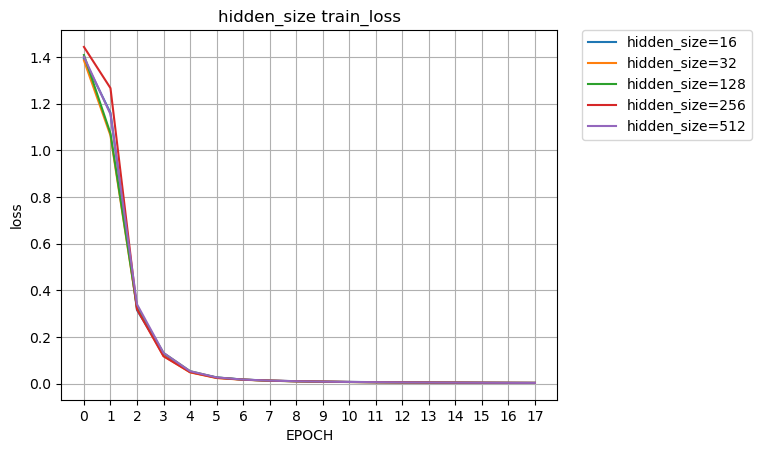 hidden_size train_loss
hidden_size=16
hidden_size=32
hidden_size=128
hidden_size=256
hidden_size=512
1.4
1.2
1.0
0.8
0.6
0.4
0.2
0.0
loss
0 1 2 3 4 5 6 7 8 9 10 11 12 13 14 15 16 17
EPOCH